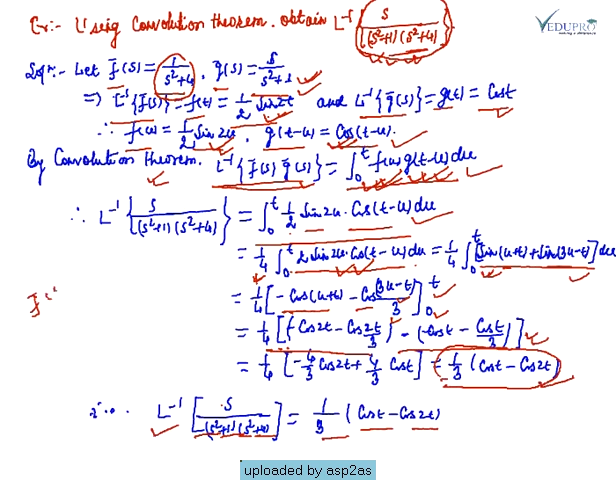 Ex:- Using Convolution theorem. obtain L⁻¹ { s / (s²+1)(s²+4) }
VEDUPRO
Solⁿ:- Let f̄(s) = 1/(s²+4), ḡ(s) = s/(s²+1)
⇒ L⁻¹{f̄(s)} = f(t) = 1/2 Sin2t and L⁻¹{ḡ(s)} = g(t) = Cost
∴ f(u) = 1/2 Sin2u, g(t-u) = Cos(t-u).
By Convolution theorem. L⁻¹{f̄(s) ḡ(s)} = ∫₀ᵗ f(u) g(t-u) du
∴ L⁻¹ { s / (s²+1)(s²+4) } = ∫₀ᵗ 1/2 Sin2u. Cos(t-u) du
= 1/4 ∫₀ᵗ 2 Sin2u. Cos(t-u) du = 1/4 ∫₀ᵗ [Sin(u+t) + Sin(3u-t)] du
= 1/4 [ - Cos(u+t) - Cos(3u-t)/3 ]₀ᵗ
= 1/4 [(-Cos2t - Cos2t/3) - (-Cost - Cost/3)]
= 1/4 [ -4/3 Cos2t + 4/3 Cost ] = 1/3 (Cost - Cos2t)
∴ L⁻¹ [ s / (s²+1)(s²+4) ] = 1/3 (Cost - Cos2t)
uploaded by asp2as